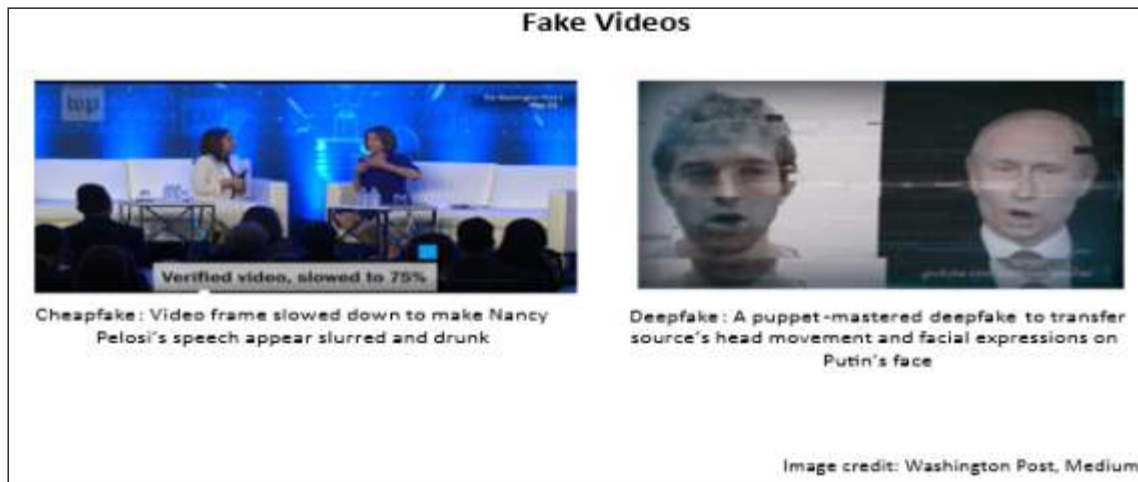 Fake Videos
wp
Verified video, slowed to 75%
Cheapfake: Video frame slowed down to make Nancy
Pelosi's speech appear slurred and drunk
Deepfake: A puppet-mastered deepfake to transfer
source's head movement and facial expressions on
Putin's face
Image credit: Washington Post, Medium